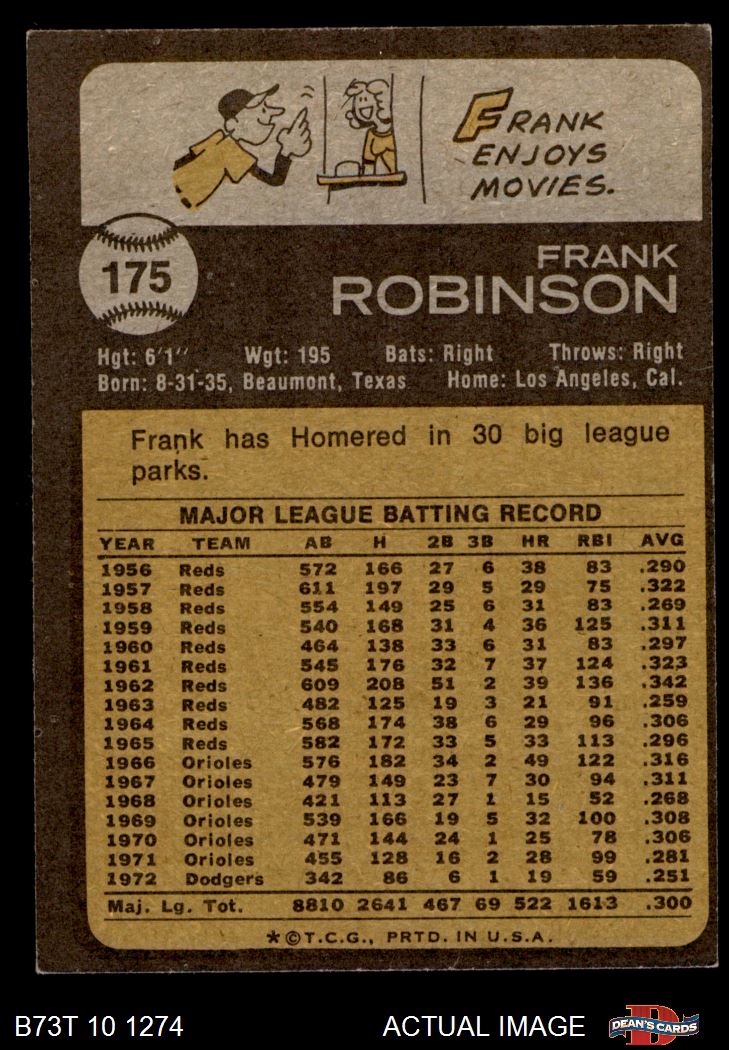 FRANK
ENJOYS
MOVIES.
175
FRANK
ROBINSON
Hgt: 6'1" Wgt: 195 Bats: Right Throws: Right
Born: 8-31-35, Beaumont, Texas Home: Los Angeles, Cal.
Frank has Homered in 30 big league
parks.
MAJOR LEAGUE BATTING RECORD
YEAR TEAM AB H 2B 3B HR RBI AVG
1956 Reds 572 166 27 6 38 83 .290
1957 Reds 611 197 29 5 29 75 .322
1958 Reds 554 149 25 6 31 83 .269
1959 Reds 540 168 31 4 36 125 .311
1960 Reds 464 138 33 6 31 83 .297
1961 Reds 545 176 32 7 37 124 .323
1962 Reds 609 208 51 2 39 136 .342
1963 Reds 482 125 19 3 21 91 .259
1964 Reds 568 174 38 6 29 96 .306
1965 Reds 582 172 33 5 33 113 .296
1966 Orioles 576 182 34 2 49 122 .316
1967 Orioles 479 149 23 7 30 94 .311
1968 Orioles 421 113 27 1 15 52 .268
1969 Orioles 539 166 19 5 32 100 .308
1970 Orioles 471 144 24 1 25 78 .306
1971 Orioles 455 128 16 2 28 99 .281
1972 Dodgers 342 86 6 1 19 59 .251
Maj. Lg. Tot. 8810 2641 467 69 522 1613 .300
*©T.C.G., PRTD. IN U.S.A.
B73T 10 1274 ACTUAL IMAGE DEAN'S CARDS